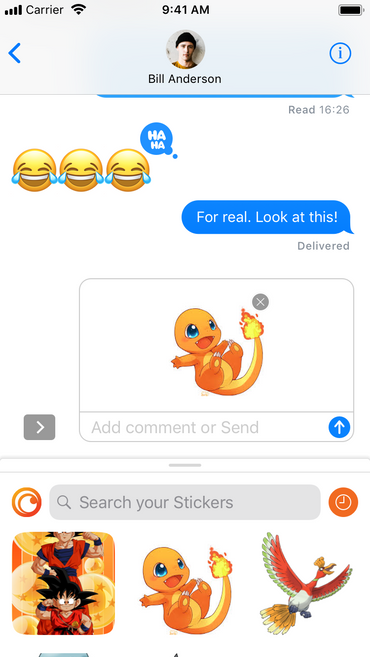 Carrier
9:41 AM
Bill Anderson
Read 16:26
HA
HA
For real. Look at this!
Delivered
Add comment or Send
Search your Stickers